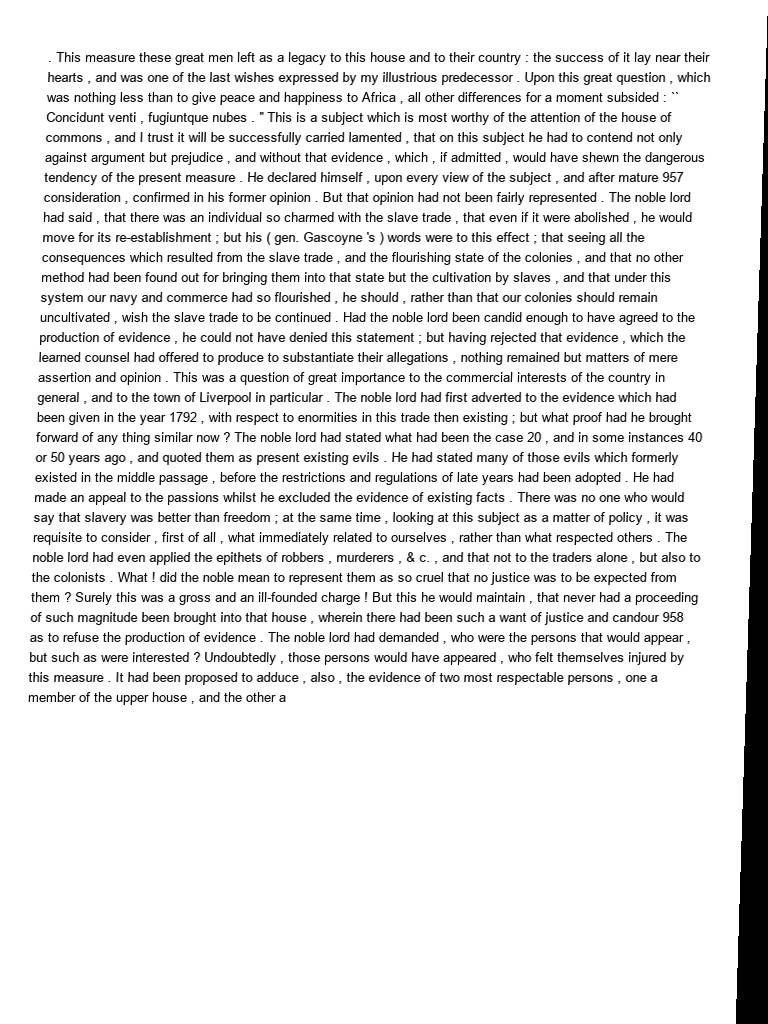 . This measure these great men left as a legacy to this house and to their country : the success of it lay near their
hearts , and was one of the last wishes expressed by my illustrious predecessor . Upon this great question , which
was nothing less than to give peace and happiness to Africa , all other differences for a moment subsided : ``
Concidunt venti , fugiuntque nubes . " This is a subject which is most worthy of the attention of the house of
commons , and I trust it will be successfully carried lamented , that on this subject he had to contend not only
against argument but prejudice , and without that evidence , which , if admitted , would have shewn the dangerous
tendency of the present measure . He declared himself , upon every view of the subject , and after mature 957
consideration , confirmed in his former opinion . But that opinion had not been fairly represented . The noble lord
had said , that there was an individual so charmed with the slave trade , that even if it were abolished , he would
move for its re-establishment ; but his ( gen. Gascoyne 's ) words were to this effect ; that seeing all the
consequences which resulted from the slave trade , and the flourishing state of the colonies , and that no other
method had been found out for bringing them into that state but the cultivation by slaves , and that under this
system our navy and commerce had so flourished , he should , rather than that our colonies should remain
uncultivated , wish the slave trade to be continued . Had the noble lord been candid enough to have agreed to the
production of evidence , he could not have denied this statement ; but having rejected that evidence , which the
learned counsel had offered to produce to substantiate their allegations , nothing remained but matters of mere
assertion and opinion . This was a question of great importance to the commercial interests of the country in
general , and to the town of Liverpool in particular . The noble lord had first adverted to the evidence which had
been given in the year 1792 , with respect to enormities in this trade then existing ; but what proof had he brought
forward of any thing similar now ? The noble lord had stated what had been the case 20 , and in some instances 40
or 50 years ago , and quoted them as present existing evils . He had stated many of those evils which formerly
existed in the middle passage , before the restrictions and regulations of late years had been adopted . He had
made an appeal to the passions whilst he excluded the evidence of existing facts . There was no one who would
say that slavery was better than freedom ; at the same time , looking at this subject as a matter of policy , it was
requisite to consider , first of all , what immediately related to ourselves , rather than what respected others . The
noble lord had even applied the epithets of robbers , murderers , & c. , and that not to the traders alone , but also to
the colonists . What ! did the noble mean to represent them as so cruel that no justice was to be expected from
them ? Surely this was a gross and an ill-founded charge ! But this he would maintain , that never had a proceeding
of such magnitude been brought into that house , wherein there had been such a want of justice and candour 958
as to refuse the production of evidence . The noble lord had demanded , who were the persons that would appear ,
but such as were interested ? Undoubtedly , those persons would have appeared , who felt themselves injured by
this measure . It had been proposed to adduce , also , the evidence of two most respectable persons , one a
member of the upper house , and the other a